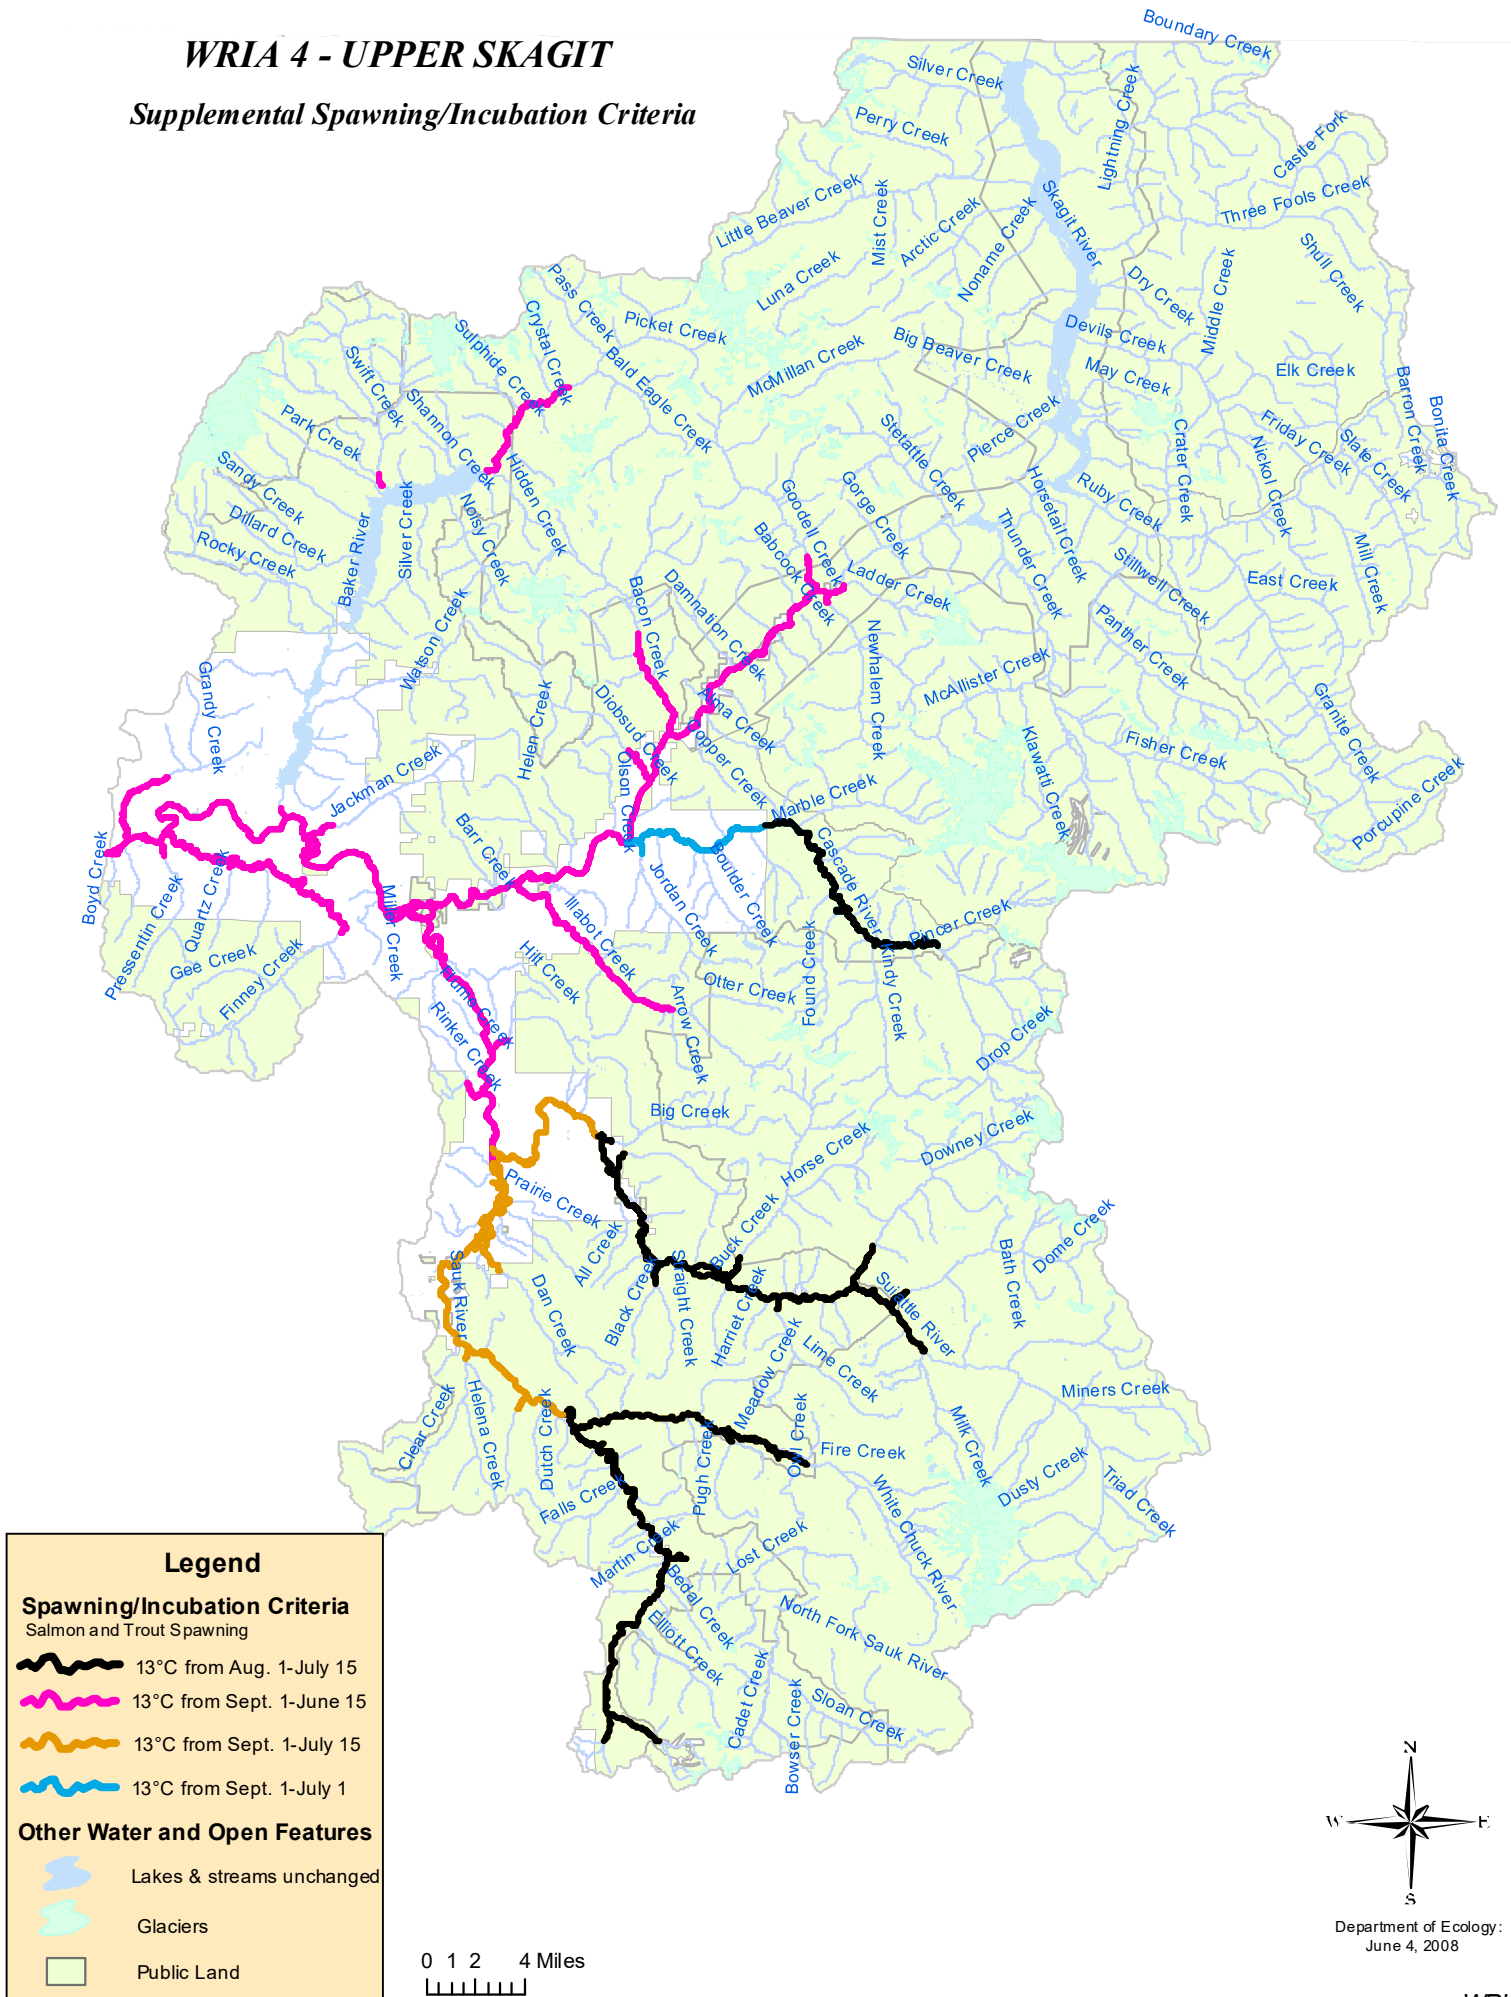 WRIA 4 - UPPER SKAGIT
Supplemental Spawning/Incubation Criteria
Boundary Creek
Silver Creek
Perry Creek
Lightning Creek
Castle Fork
Three Fools Creek
Little Beaver Creek
Mist Creek
Arctic Creek
Noname Creek
Skagit River
Shull Creek
Luna Creek
Dry Creek
Middle Creek
Pass Creek
Crystal Creek
Sulphide Creek
Picket Creek
Bald Eagle Creek
McMillan Creek
Big Beaver Creek
Devils Creek
May Creek
Elk Creek
Barron Creek
Bonita Creek
Swift Creek
Park Creek
Shannon Creek
Sandy Creek
Dillard Creek
Rocky Creek
Baker River
Silver Creek
Noisy Creek
Hidden Creek
Stetattle Creek
Pierce Creek
Crater Creek
Friday Creek
Slate Creek
Nickol Creek
Goodell Creek
Gorge Creek
Babcock Creek
Horsetail Creek
Ruby Creek
Thunder Creek
Stillwell Creek
East Creek
Mill Creek
Ladder Creek
Watson Creek
Bacon Creek
Damnation Creek
Newhalem Creek
McAllister Creek
Panther Creek
Grandy Creek
Helen Creek
Diobsud Creek
Alma Creek
Copper Creek
Olson Creek
Klawatti Creek
Fisher Creek
Granite Creek
Porcupine Creek
Jackman Creek
Barr Creek
Marble Creek
Cascade River
Boyd Creek
Pressentin Creek
Quartz Creek
Gee Creek
Finney Creek
Miller Creek
Illabot Creek
Jordan Creek
Boulder Creek
Found Creek
Pincer Creek
Kindy Creek
Hilt Creek
Otter Creek
Flume Creek
Rinker Creek
Arrow Creek
Drop Creek
Big Creek
Horse Creek
Downey Creek
Prairie Creek
All Creek
Buck Creek
Dome Creek
Bath Creek
Sauk River
Dan Creek
Black Creek
Straight Creek
Harriet Creek
Suiattle River
Meadow Creek
Lime Creek
Miners Creek
Clear Creek
Helena Creek
Dutch Creek
Pugh Creek
Owl Creek
Fire Creek
Milk Creek
Dusty Creek
Triad Creek
Falls Creek
White Chuck River
Martin Creek
Lost Creek
Bedal Creek
Elliott Creek
North Fork Sauk River
Cadet Creek
Bowser Creek
Sloan Creek
Legend
Spawning/Incubation Criteria
Salmon and Trout Spawning
13°C from Aug. 1-July 15
13°C from Sept. 1-June 15
13°C from Sept. 1-July 15
13°C from Sept. 1-July 1
Other Water and Open Features
Lakes & streams unchanged
Glaciers
Public Land
0 1 2 4 Miles
N
W E
S
Department of Ecology:
June 4, 2008